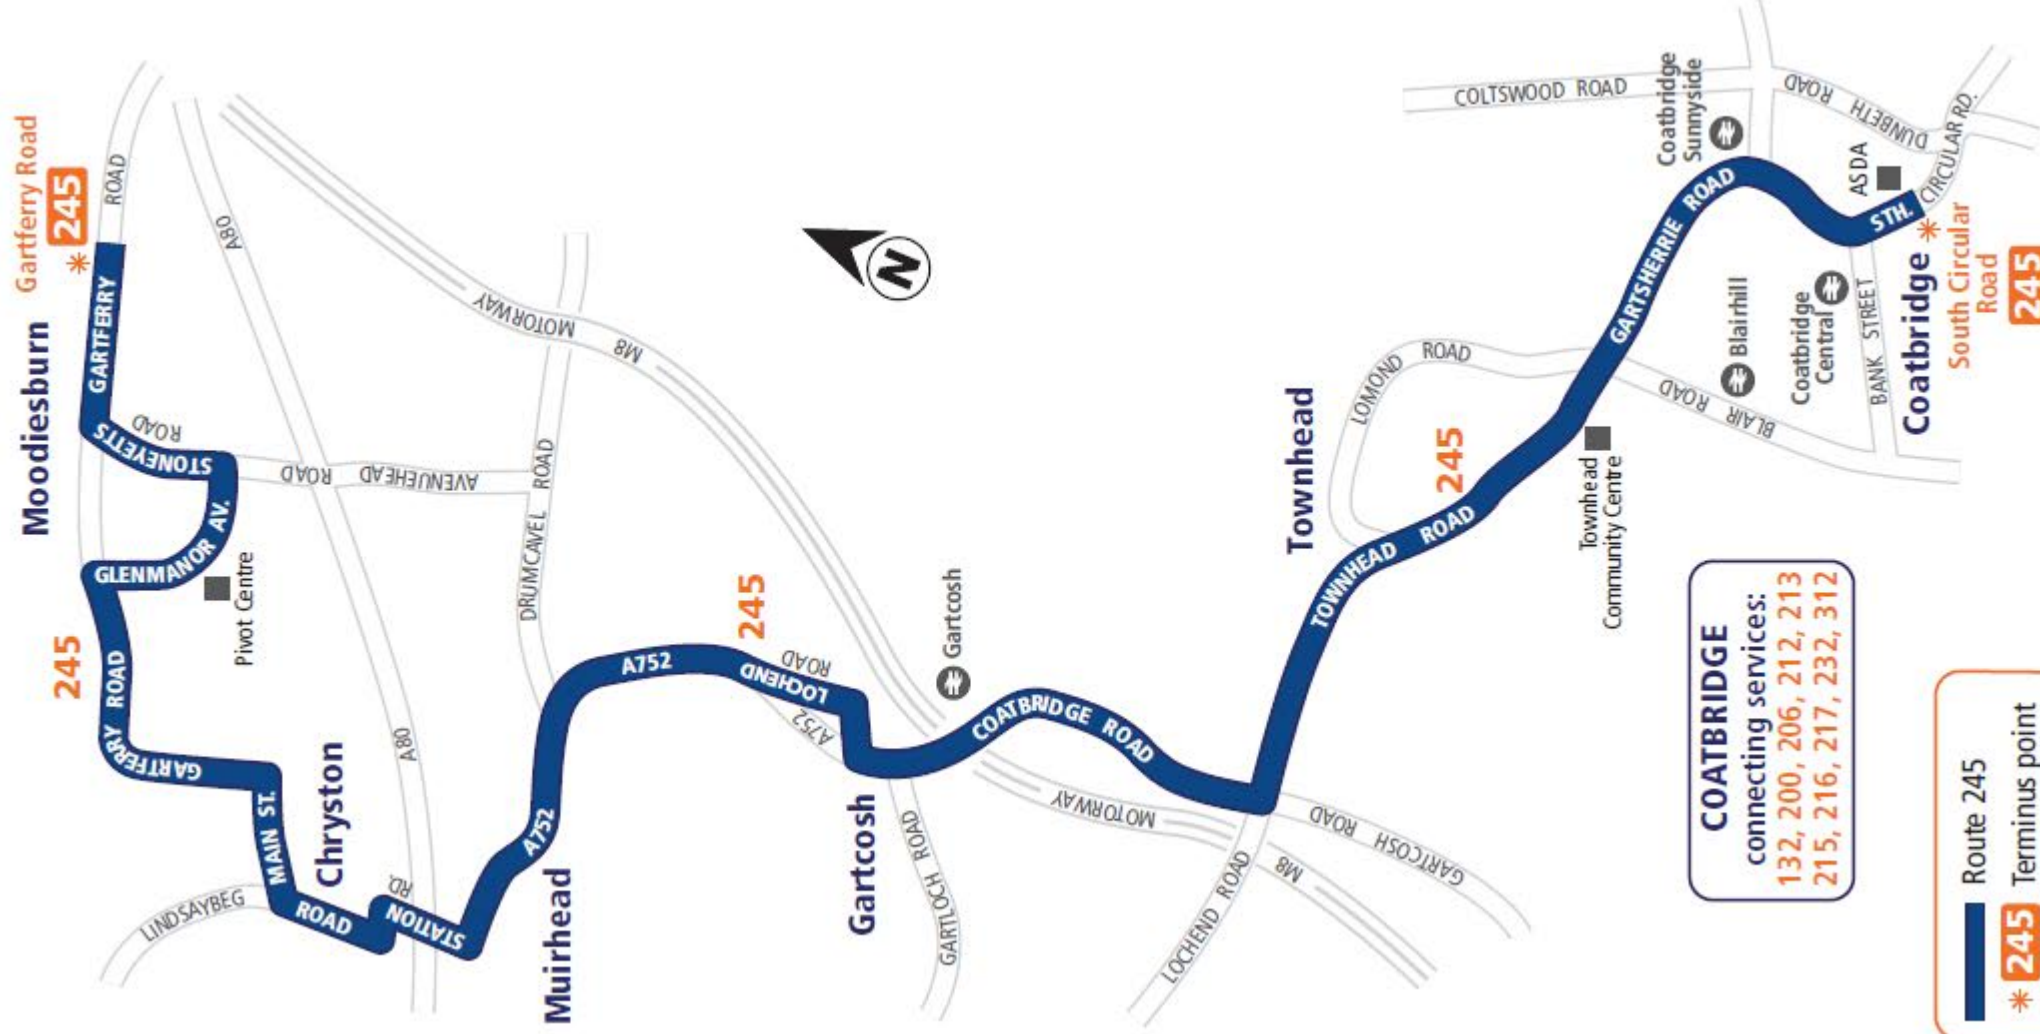 Gartferry Road
* 245
Moodiesburn
GARTFERRY
ROAD
STONEYETTS
ROAD
GLENMANOR AV.
Pivot Centre
245
GARTFERRY ROAD
MAIN ST.
Chryston
LINDSAYBEG
ROAD
STATION
RD.
A80
A80
AVENUEHEAD ROAD
DRUMCAVEL ROAD
M8 MOTORWAY
Muirhead
A752
A752
245
LOCHEND
ROAD
A752
Gartcosh
GARTLOCH ROAD
Gartcosh
COATBRIDGE ROAD
MOTORWAY
M8
LOCHEND ROAD
GARTCOSH ROAD
N
Townhead
TOWNHEAD ROAD
245
LOMOND ROAD
Townhead
Community Centre
GARTSHERRIE ROAD
BLAIR ROAD
Blairhill
Coatbridge
Central
BANK STREET
COLTSWOOD ROAD
Coatbridge
Sunnyside
DUNBETH ROAD
ASDA
STH.
CIRCULAR RD.
Coatbridge *
South Circular
Road
245
COATBRIDGE
connecting services:
132, 200, 206, 212, 213
215, 216, 217, 232, 312
Route 245
* 245 Terminus point